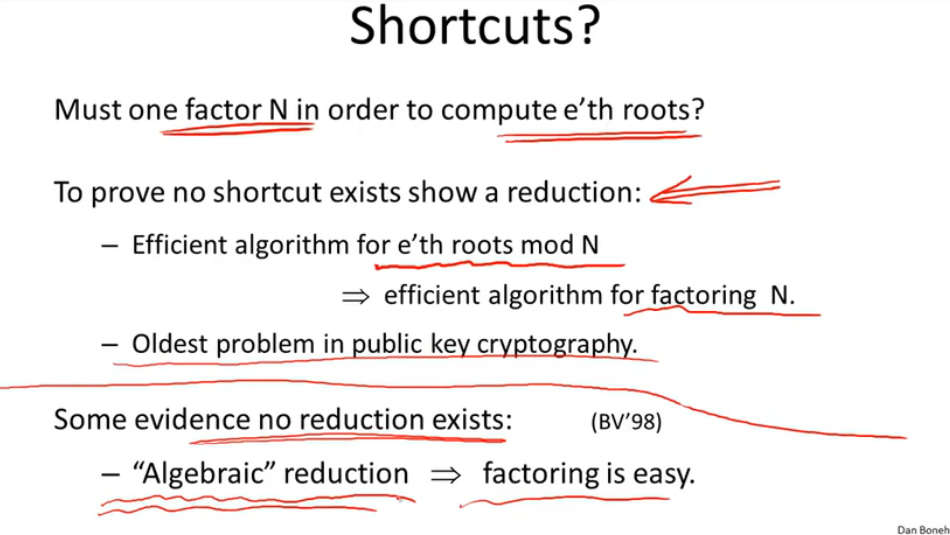 Shortcuts?
Must one factor N in order to compute e’th roots?
To prove no shortcut exists show a reduction:
– Efficient algorithm for e’th roots mod N
⇒ efficient algorithm for factoring N.
– Oldest problem in public key cryptography.
Some evidence no reduction exists: (BV’98)
– “Algebraic” reduction ⇒ factoring is easy.
Dan Boneh